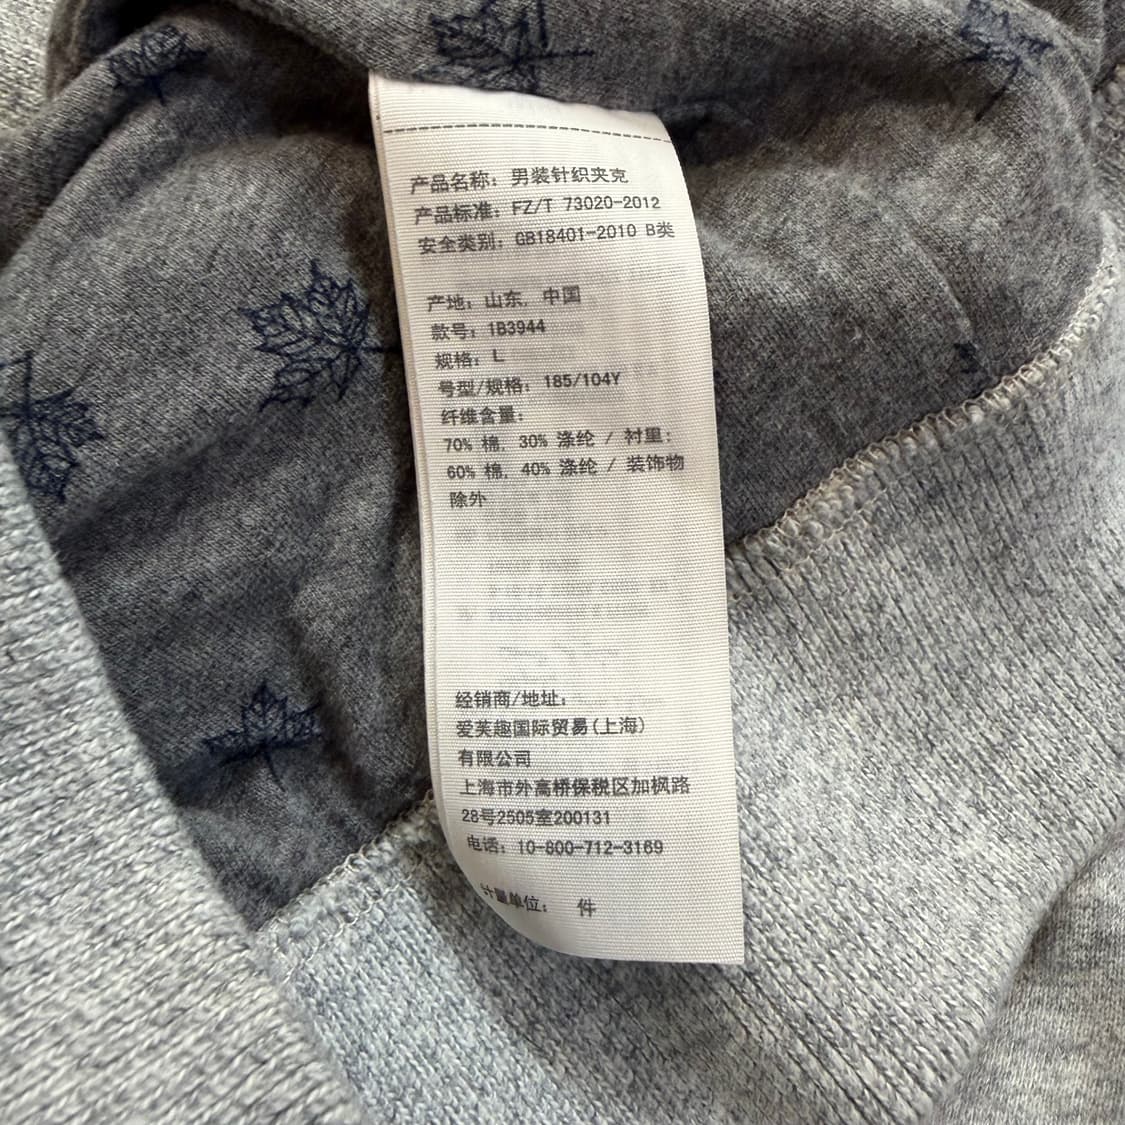 产品名称: 男装针织夹克
产品标准: FZ/T 73020-2012
安全类别: GB18401-2010 B类
产地: 山东, 中国
款号: 1B3944
规格: L
号型/规格: 185/104Y
纤维含量:
70% 棉, 30% 涤纶 / 衬里:
60% 棉, 40% 涤纶 / 装饰物
除外
经销商/地址:
爱芙趣国际贸易(上海)
有限公司
上海市外高桥保税区加枫路
28号2505室200131
电话: 10-800-712-3169
计量单位: 件